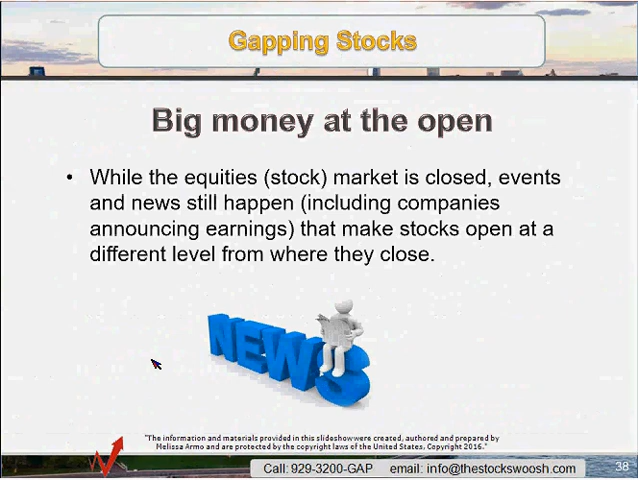 Gapping Stocks
Big money at the open
• While the equities (stock) market is closed, events
and news still happen (including companies
announcing earnings) that make stocks open at a
different level from where they close.
NEWS
"The information and materials provided in this slideshow were created, authored and prepared by
Melissa Armo and are protected by the copyright laws of the United States, Copyright 2016."
Call: 929-3200-GAP email: info@thestockswoosh.com
38